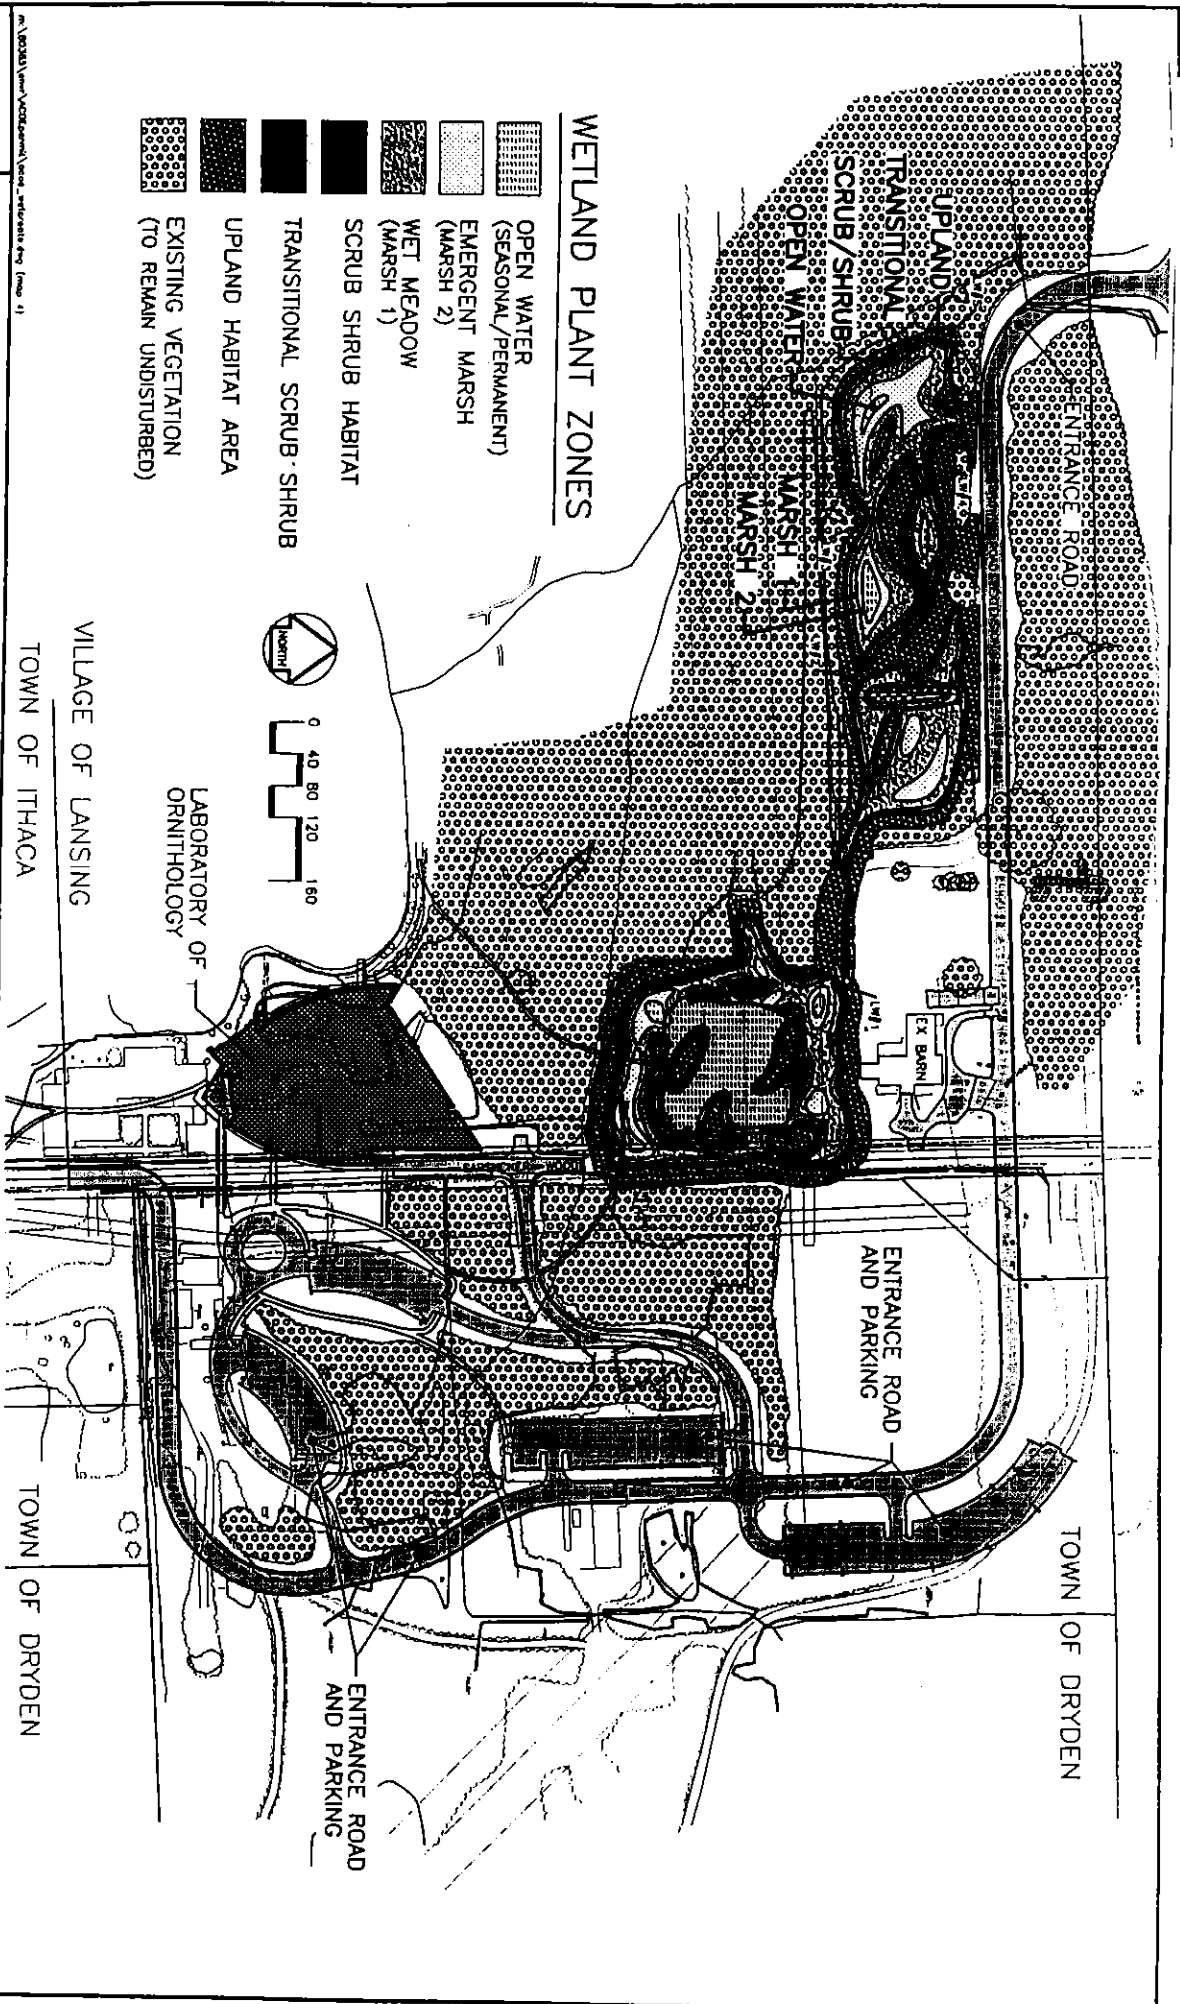 WETLAND PLANT ZONES
OPEN WATER
(SEASONAL/PERMANENT)
EMERGENT MARSH
(MARSH 2)
WET MEADOW
(MARSH 1)
SCRUB SHRUB HABITAT
TRANSITIONAL SCRUB-SHRUB
UPLAND HABITAT AREA
EXISTING VEGETATION
(TO REMAIN UNDISTURBED)
UPLAND
TRANSITIONAL
SCRUB/SHRUB
OPEN WATER
MARSH 1
MARSH 2
ENTRANCE ROAD
EX BARN
ENTRANCE ROAD
AND PARKING
TOWN OF DRYDEN
NORTH
0 40 80 120 160
LABORATORY OF
ORNITHOLOGY
VILLAGE OF LANSING
TOWN OF ITHACA
TOWN OF DRYDEN
ENTRANCE ROAD
AND PARKING